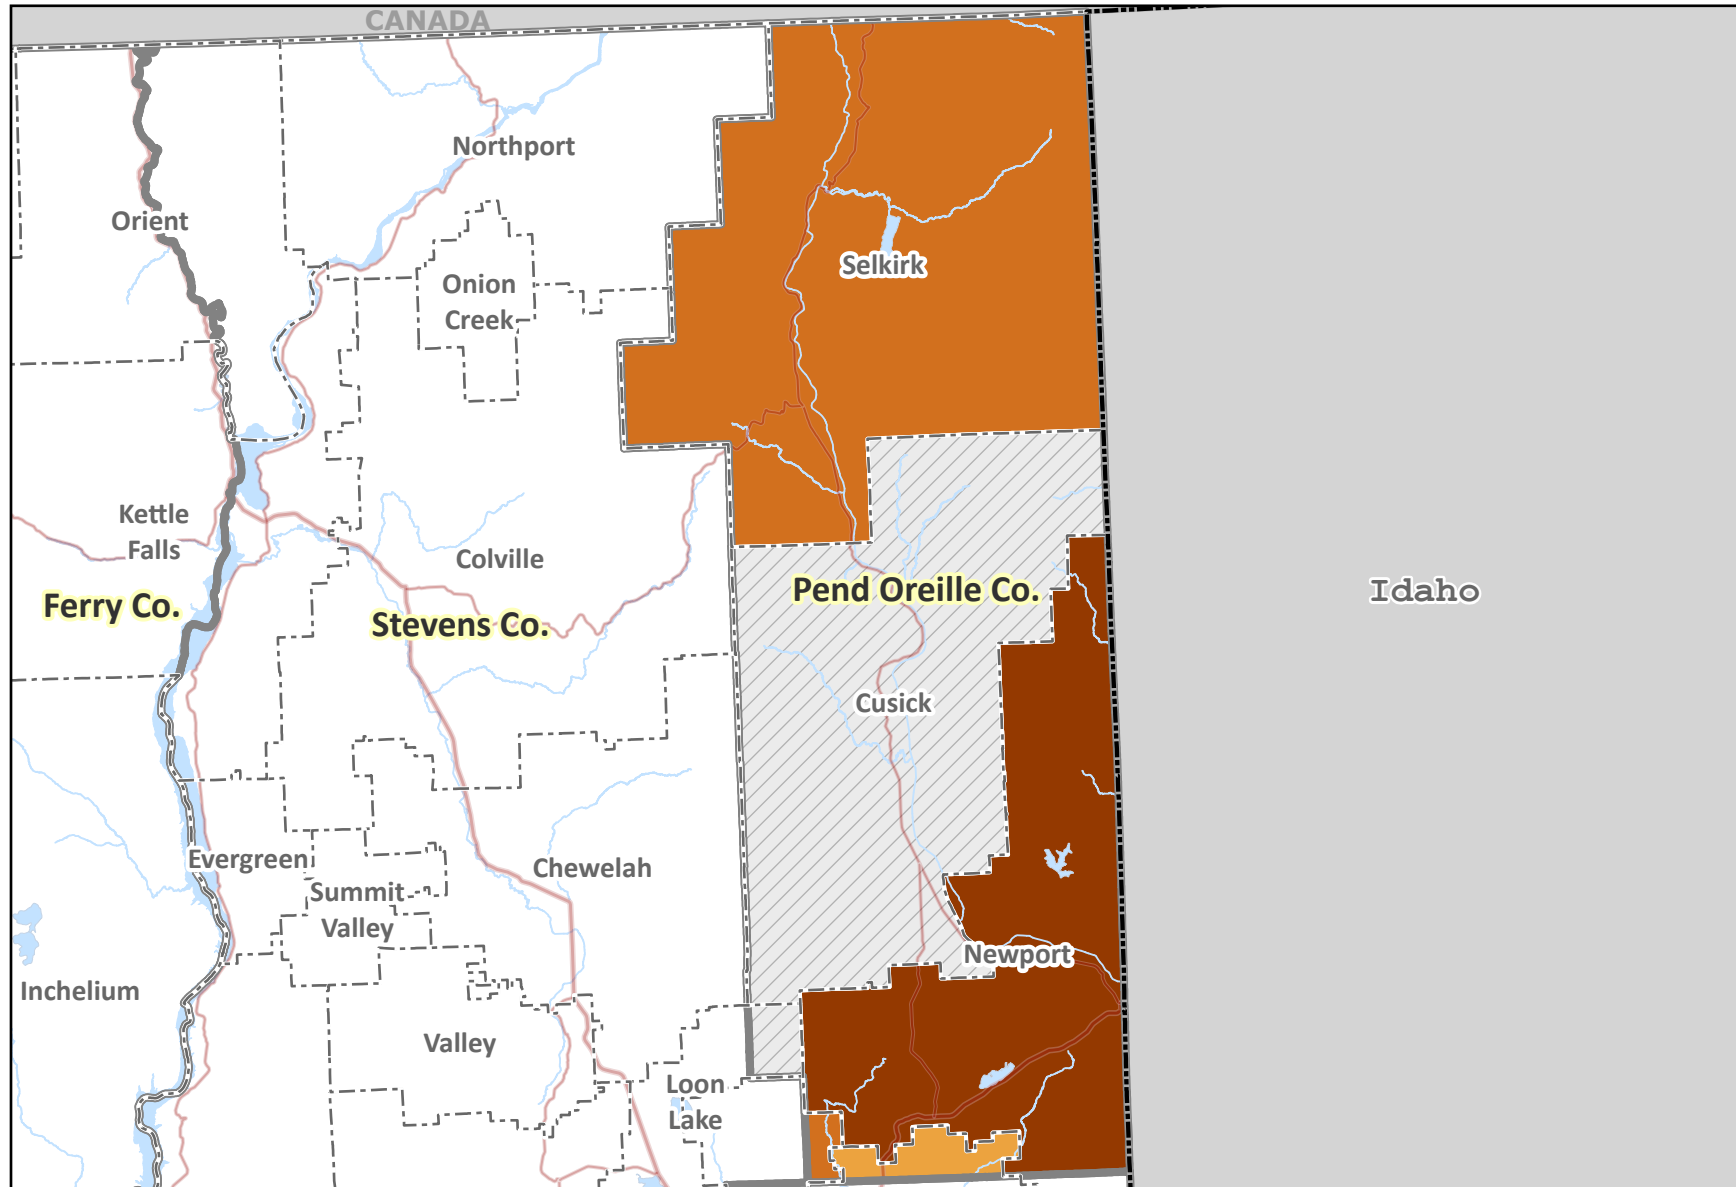 CANADA
Northport
Orient
Selkirk
Onion
Creek
Kettle
Falls
Colville
Ferry Co.
Stevens Co.
Pend Oreille Co.
Idaho
Cusick
Evergreen
Chewelah
Summit
Valley
Newport
Inchelium
Valley
Loon
Lake